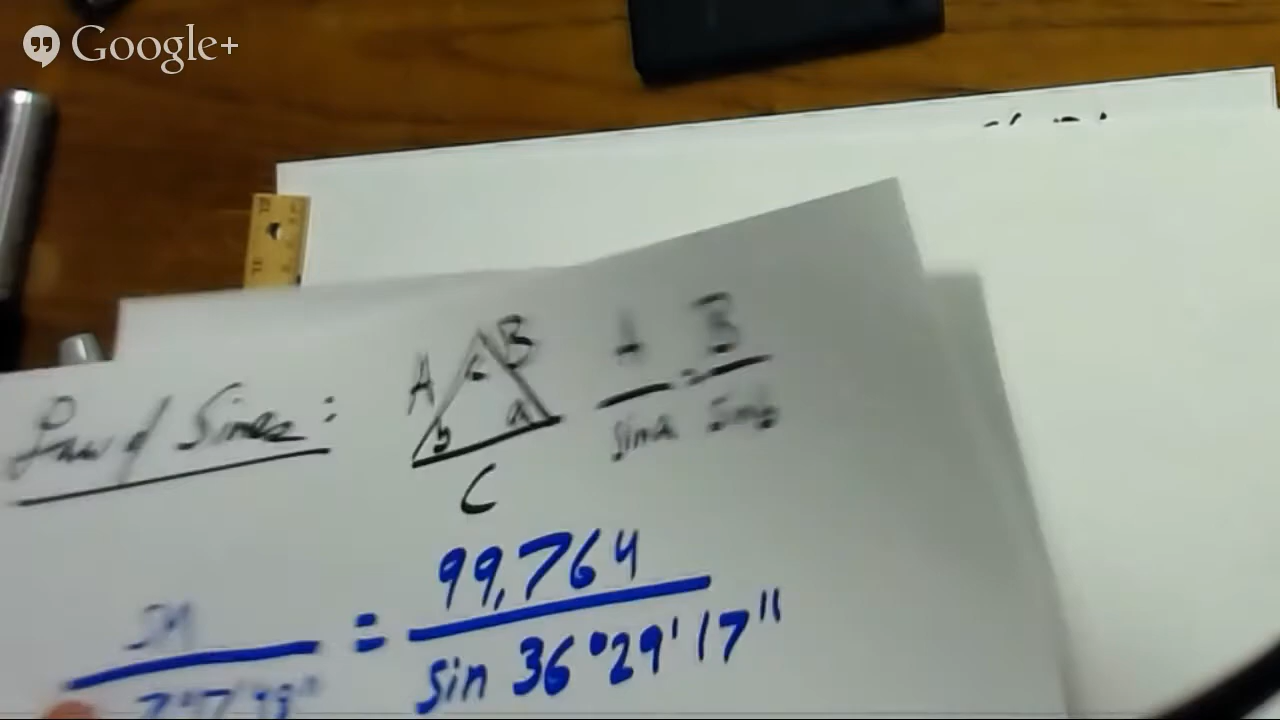 Google+
Law of Sines:
A B
c
b a
C
A = B
sin a sin b
= 99,764
sin 36°29'17"